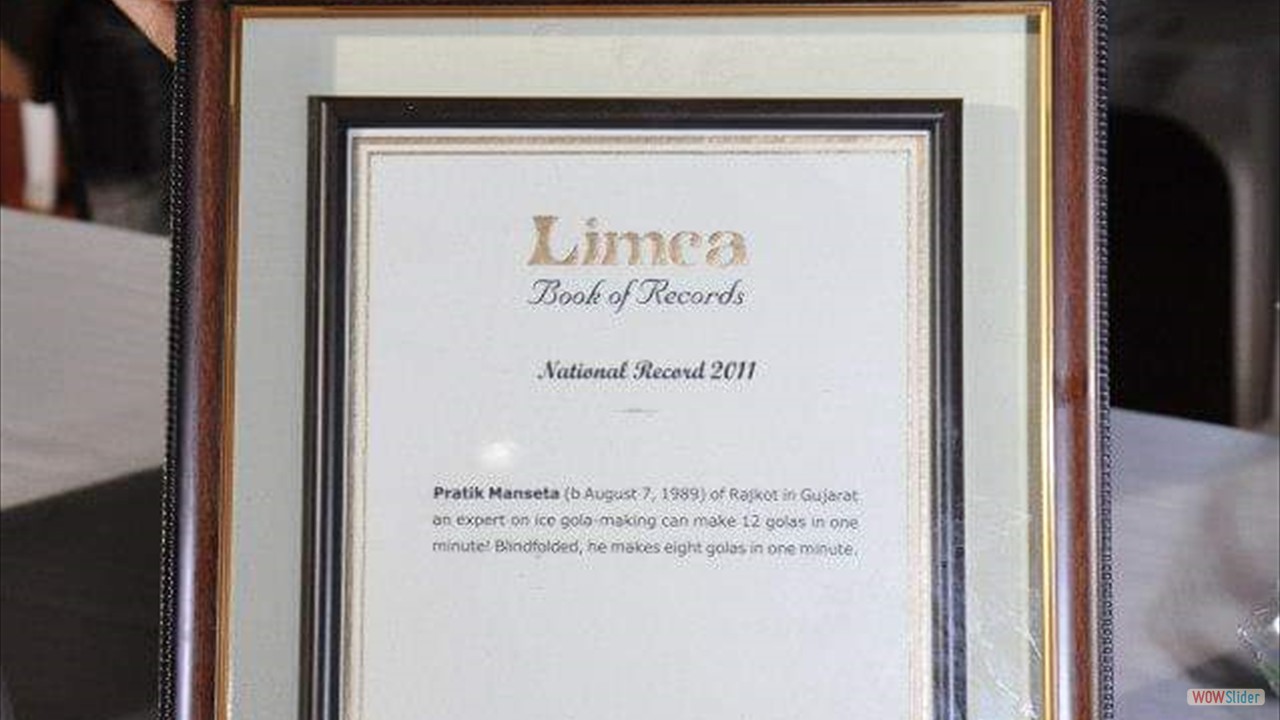 Limca
Book of Records
National Record 2011
Pratik Manseta (b August 7, 1989) of Rajkot in Gujarat
an expert on ice gola-making can make 12 golas in one
minute! Blindfolded, he makes eight golas in one minute.
WOWSlider